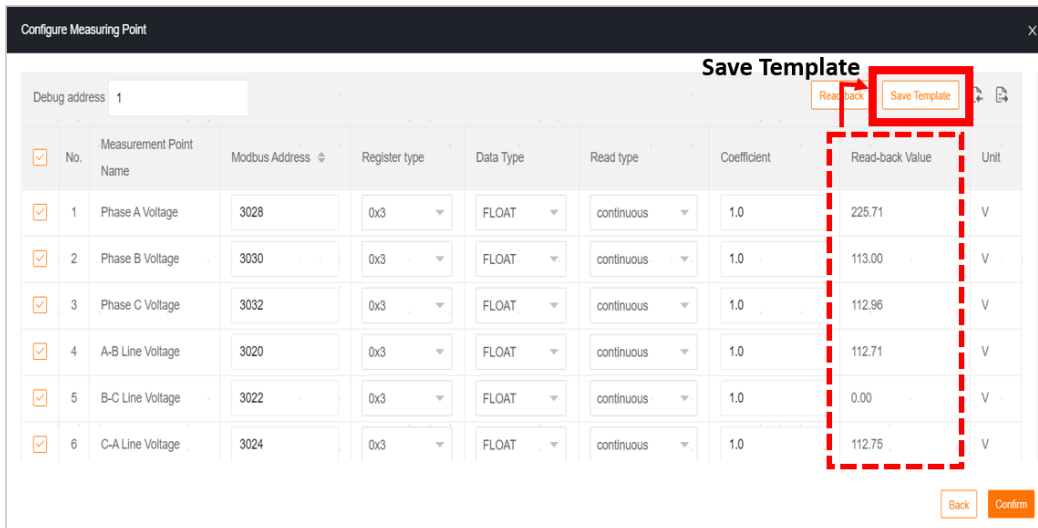 Configure Measuring Point X
Save Template
Debug address 1 Read-back Save Template
No. Measurement Point Name Modbus Address Register type Data Type Read type Coefficient Read-back Value Unit
1 Phase A Voltage 3028 0x3 FLOAT continuous 1.0 225.71 V
2 Phase B Voltage 3030 0x3 FLOAT continuous 1.0 113.00 V
3 Phase C Voltage 3032 0x3 FLOAT continuous 1.0 112.96 V
4 A-B Line Voltage 3020 0x3 FLOAT continuous 1.0 112.71 V
5 B-C Line Voltage 3022 0x3 FLOAT continuous 1.0 0.00 V
6 C-A Line Voltage 3024 0x3 FLOAT continuous 1.0 112.75 V
Back Confirm